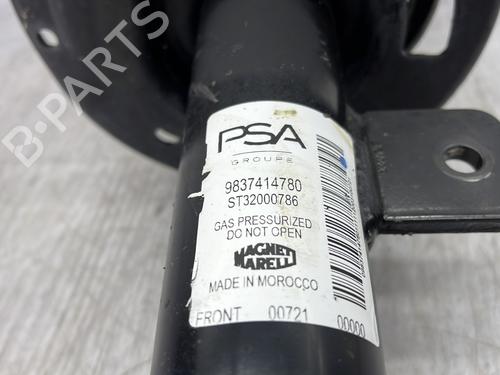 B-PARTS
PSA
GROUPE
9837414780
ST32000786
GAS PRESSURIZED
DO NOT OPEN
MAGNETI
MARELLI
MADE IN MOROCCO
FRONT 00721 00000